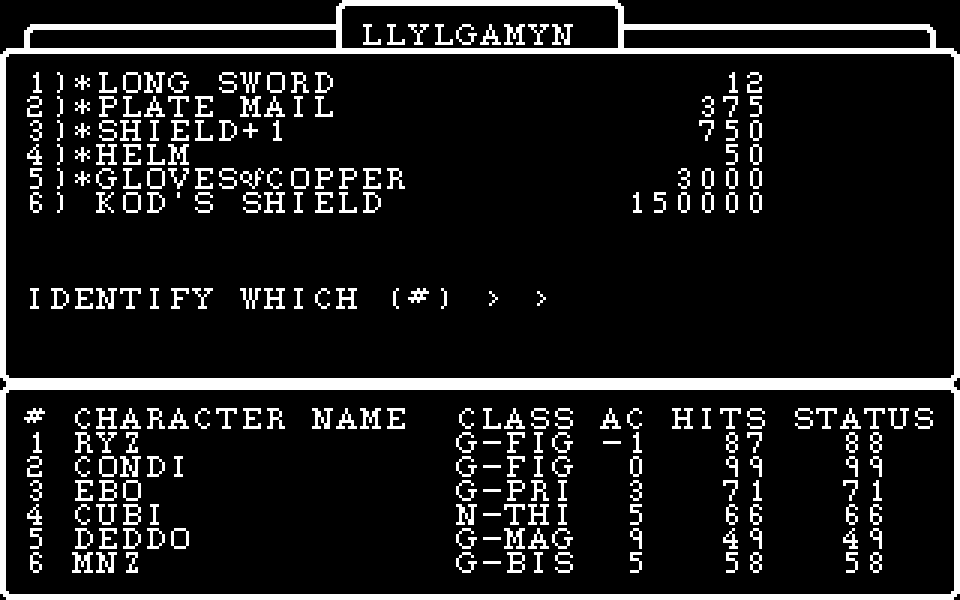 LLYLGAMYN
1)*LONG SWORD 12
2)*PLATE MAIL 375
3)*SHIELD+1 750
4)*HELM 50
5)*GLOVES of COPPER 3000
6) KOD'S SHIELD 150000
IDENTIFY WHICH (#) > >
# CHARACTER NAME CLASS AC HITS STATUS
1 RYZ G-FIG -1 87 88
2 CONDI G-FIG 0 99 99
3 EBO G-PRI 3 71 71
4 CUBI N-THI 5 66 66
5 DEDDO G-MAG 9 49 49
6 MNZ G-BIS 5 58 58